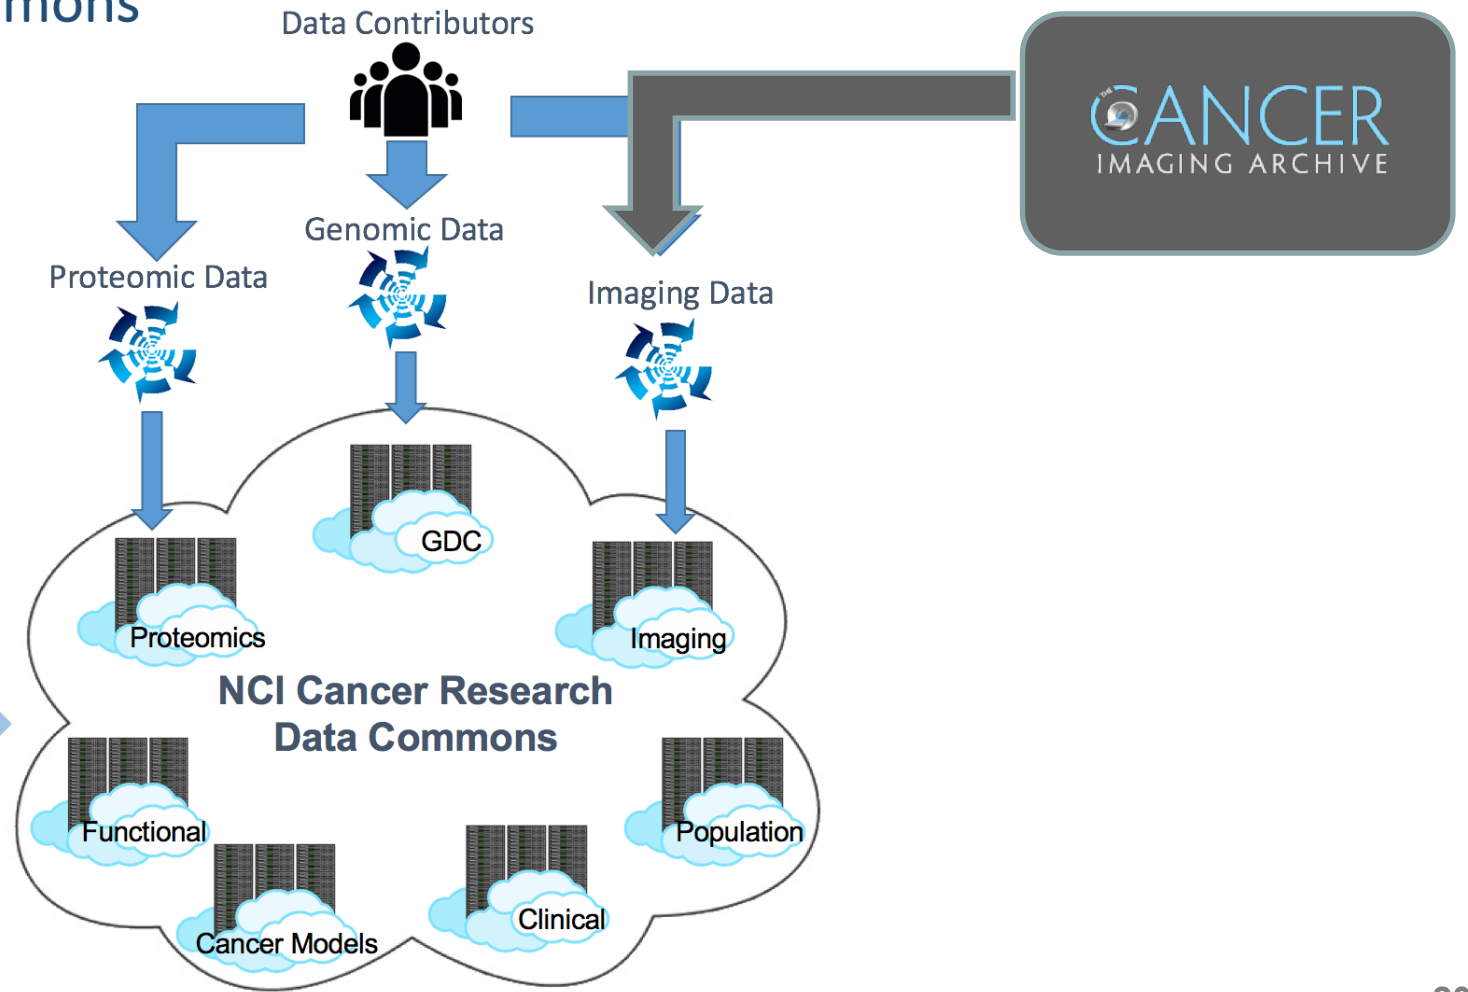 Data Contributors
THE
CANCER
IMAGING ARCHIVE
Genomic Data
Proteomic Data
Imaging Data
GDC
Proteomics
Imaging
NCI Cancer Research
Data Commons
Functional
Population
Clinical
Cancer Models